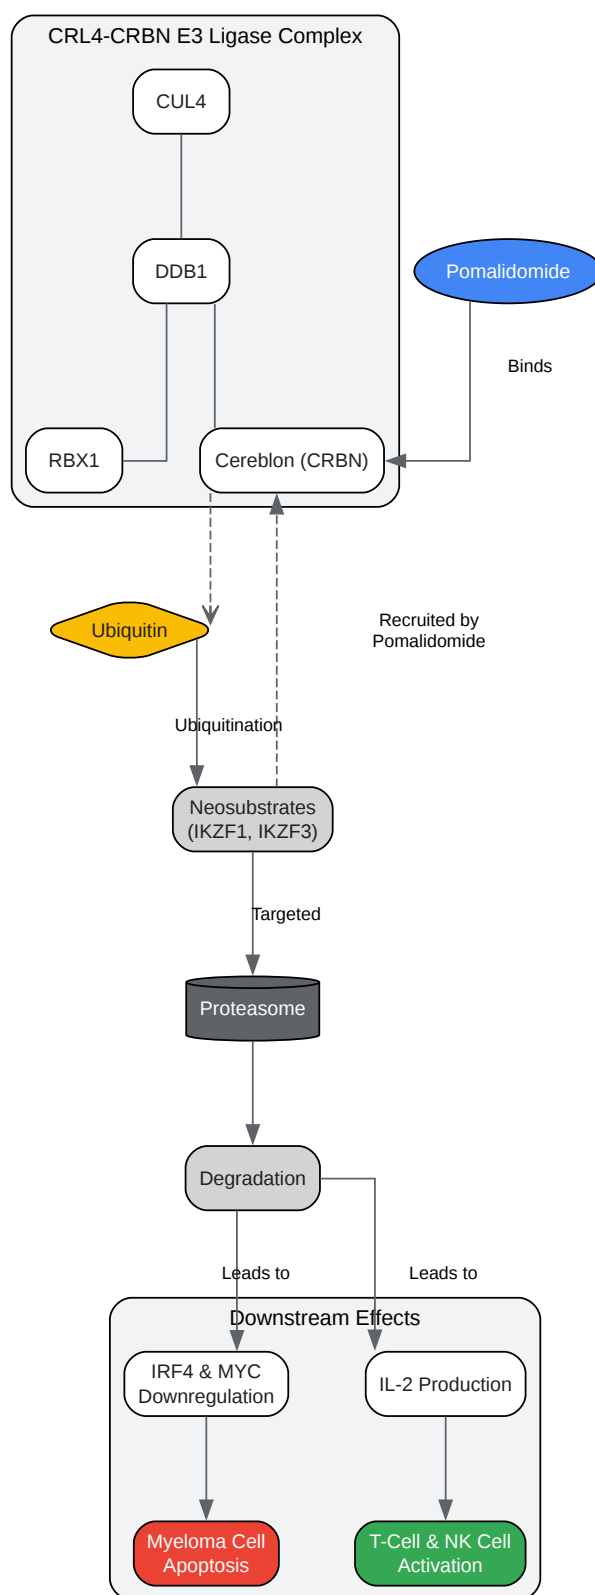 CRL4-CRBN E3 Ligase Complex
CUL4
DDB1
Pomalidomide
Binds
RBX1
Cereblon (CRBN)
Recruited by
Pomalidomide
Ubiquitin
Ubiquitination
Neosubstrates
(IKZF1, IKZF3)
Targeted
Proteasome
Degradation
Leads to
Leads to
Downstream Effects
IRF4 & MYC
Downregulation
IL-2 Production
Myeloma Cell
Apoptosis
T-Cell & NK Cell
Activation